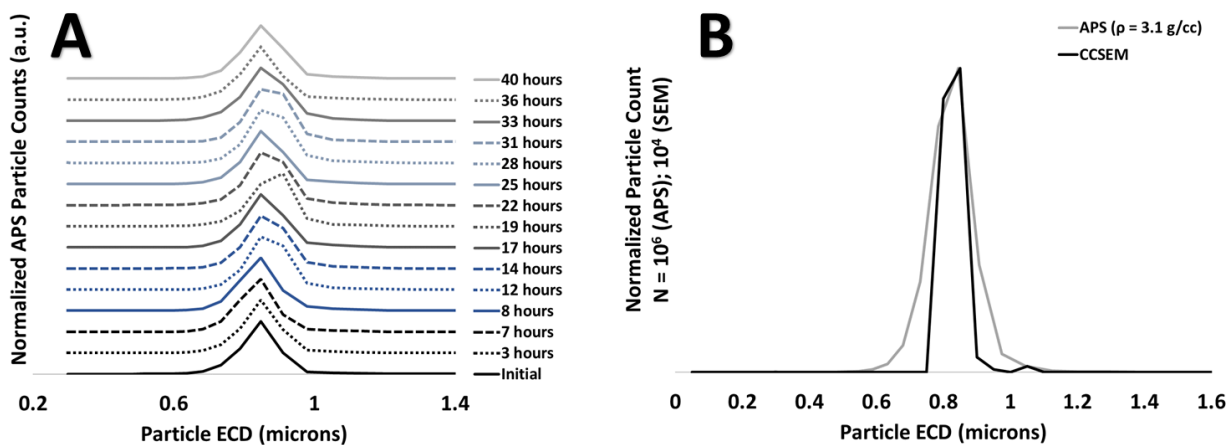 A
Normalized APS Particle Counts (a.u.)
40 hours
36 hours
33 hours
31 hours
28 hours
25 hours
22 hours
19 hours
17 hours
14 hours
12 hours
8 hours
7 hours
3 hours
Initial
0.2 0.6 1 1.4
Particle ECD (microns)
B
APS (ρ = 3.1 g/cc)
CCSEM
Normalized Particle Count
N = 10⁶ (APS); 10⁴ (SEM)
0 0.2 0.4 0.6 0.8 1 1.2 1.4 1.6
Particle ECD (microns)